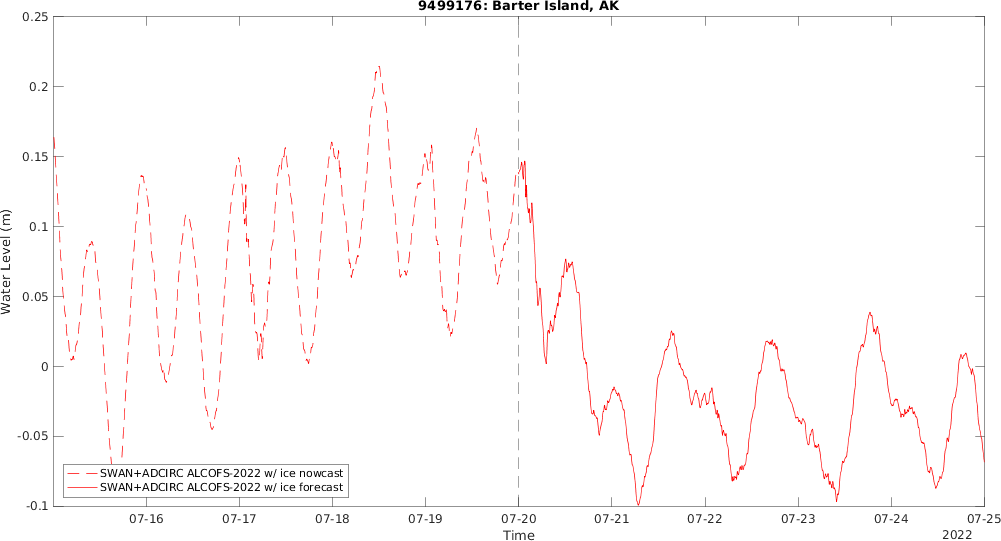 9499176: Barter Island, AK
Water Level (m)
0.25
0.2
0.15
0.1
0.05
0
-0.05
-0.1
SWAN+ADCIRC ALCOFS-2022 w/ ice nowcast
SWAN+ADCIRC ALCOFS-2022 w/ ice forecast
07-16 07-17 07-18 07-19 07-20 07-21 07-22 07-23 07-24 07-25
Time
2022